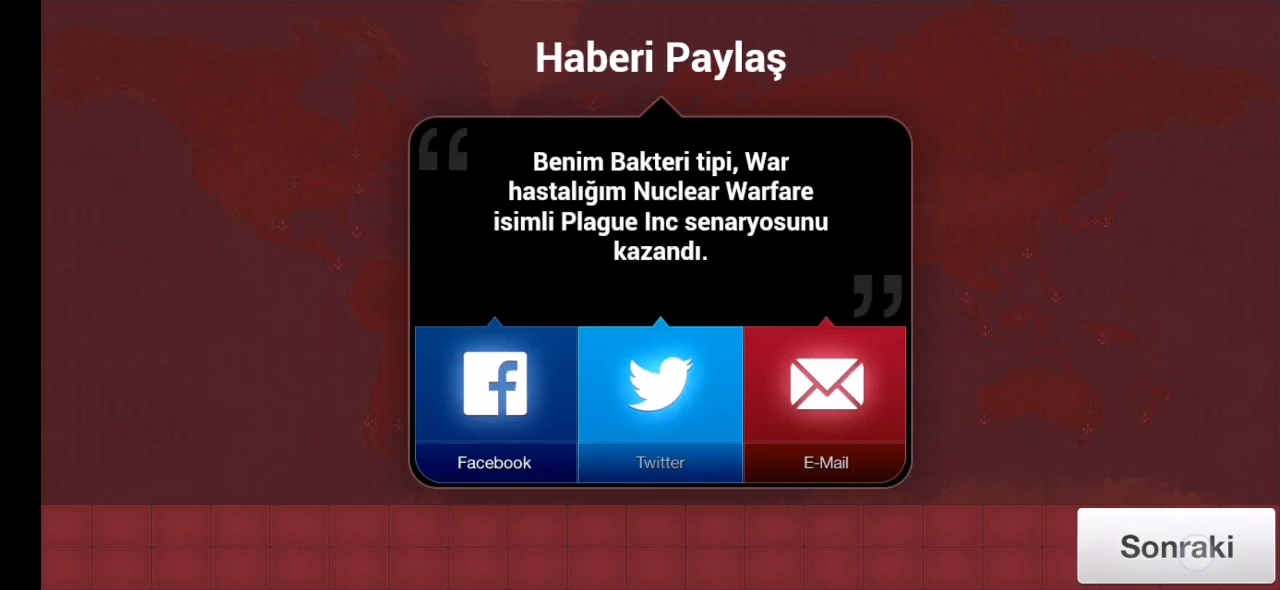 Haberi Paylaş
Benim Bakteri tipi, War
hastalığım Nuclear Warfare
isimli Plague Inc senaryosunu
kazandı.
Facebook
Twitter
E-Mail
Sonraki